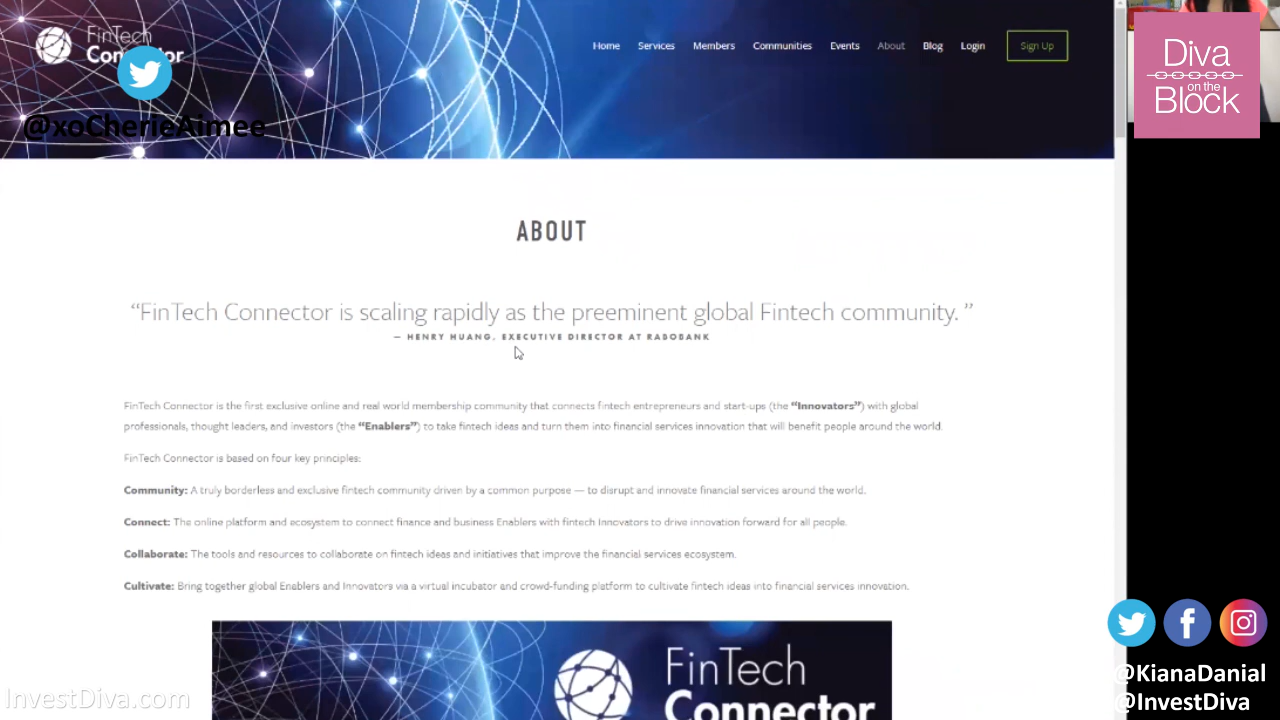 FinTech
Connector
Home Services Members Communities Events About Blog Login Sign Up
@xoCherieAimee
Diva
on the
Block
ABOUT
“FinTech Connector is scaling rapidly as the preeminent global Fintech community.”
— HENRY HUANG, EXECUTIVE DIRECTOR AT RABOBANK
FinTech Connector is the first exclusive online and real world membership community that connects fintech entrepreneurs and start-ups (the “Innovators”) with global
professionals, thought leaders, and investors (the “Enablers”) to take fintech ideas and turn them into financial services innovation that will benefit people around the world.
FinTech Connector is based on four key principles:
Community: A truly borderless and exclusive fintech community driven by a common purpose — to disrupt and innovate financial services around the world.
Connect: The online platform and ecosystem to connect finance and business Enablers with fintech Innovators to drive innovation forward for all people.
Collaborate: The tools and resources to collaborate on fintech ideas and initiatives that improve the financial services ecosystem.
Cultivate: Bring together global Enablers and Innovators via a virtual incubator and crowd-funding platform to cultivate fintech ideas into financial services innovation.
FinTech
Connector
InvestDiva.com
@KianaDanial
@InvestDiva